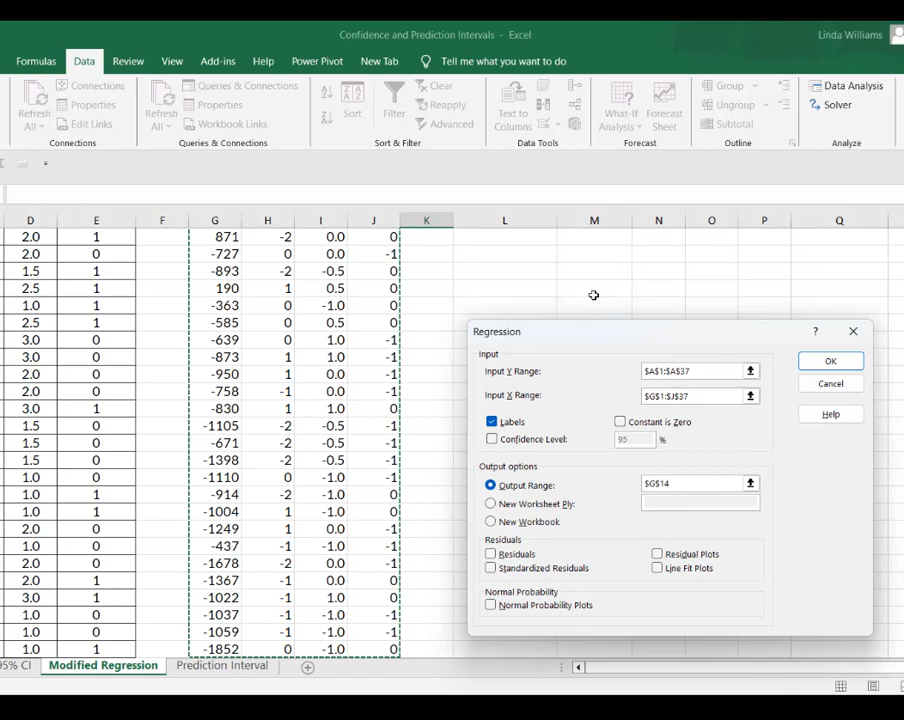 Confidence and Prediction Intervals - Excel
Linda Williams
Formulas Data Review View Add-ins Help Power Pivot New Tab Tell me what you want to do
Refresh All
Connections
Properties
Edit Links
Connections
Refresh All
Queries & Connections
Properties
Workbook Links
Queries & Connections
Sort
Filter
Clear
Reapply
Advanced
Sort & Filter
Text to Columns
Data Tools
What-If Analysis
Forecast Sheet
Forecast
Group
Ungroup
Subtotal
Outline
Data Analysis
Solver
Analyze
D E F G H I J K L M N O P Q
2.0 1 871 -2 0.0 0
2.0 0 -727 0 0.0 -1
1.5 1 -893 -2 -0.5 0
2.5 1 190 1 0.5 0
1.0 1 -363 0 -1.0 0
2.5 1 -585 0 0.5 0
3.0 0 -639 0 1.0 -1
3.0 0 -873 1 1.0 -1
2.0 0 -950 1 0.0 -1
2.0 0 -758 -1 0.0 -1
3.0 1 -830 1 1.0 0
1.5 0 -1105 -2 -0.5 -1
1.5 0 -671 -2 -0.5 -1
1.5 0 -1398 -2 -0.5 -1
1.0 0 -1110 0 -1.0 -1
1.0 1 -914 -2 -1.0 0
1.0 0 -1004 1 -1.0 -1
2.0 0 -1249 1 0.0 -1
1.0 0 -437 -1 -1.0 -1
2.0 0 -1678 -2 0.0 -1
2.0 1 -1367 -1 0.0 0
3.0 1 -1022 -1 1.0 0
1.0 0 -1037 -1 -1.0 -1
1.0 0 -1059 -1 -1.0 -1
1.0 1 -1852 0 -1.0 0
Regression
? ×
Input
Input Y Range: $A$1:$A$37
Input X Range: $G$1:$J$37
Labels Constant is Zero
Confidence Level: 95 %
OK
Cancel
Help
Output options
Output Range: $G$14
New Worksheet Ply:
New Workbook
Residuals
Residuals Residual Plots
Standardized Residuals Line Fit Plots
Normal Probability
Normal Probability Plots
95% CI Modified Regression Prediction Interval